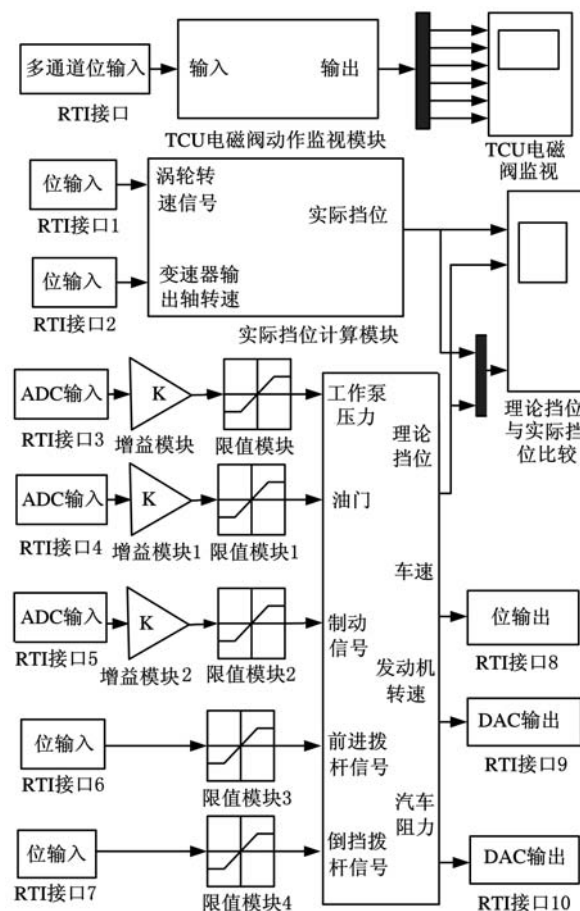 多通道位输入
RTI接口
输入
输出
TCU电磁阀动作监视模块
TCU电磁
阀监视
位输入
RTI接口1
涡轮转
速信号
实际挡位
位输入
RTI接口2
变速器输
出轴转速
实际挡位计算模块
理论挡位
与实际挡
位比较
ADC输入
RTI接口3
K
增益模块
限值模块
工作泵
压力
理论
挡位
ADC输入
RTI接口4
K
增益模块1
限值模块1
油门
车速
ADC输入
RTI接口5
K
增益模块2
限值模块2
制动
信号
位输出
RTI接口8
发动机
转速
位输入
RTI接口6
限值模块3
前进拨
杆信号
DAC输出
RTI接口9
汽车
阻力
位输入
RTI接口7
限值模块4
倒挡拨
杆信号
DAC输出
RTI接口10